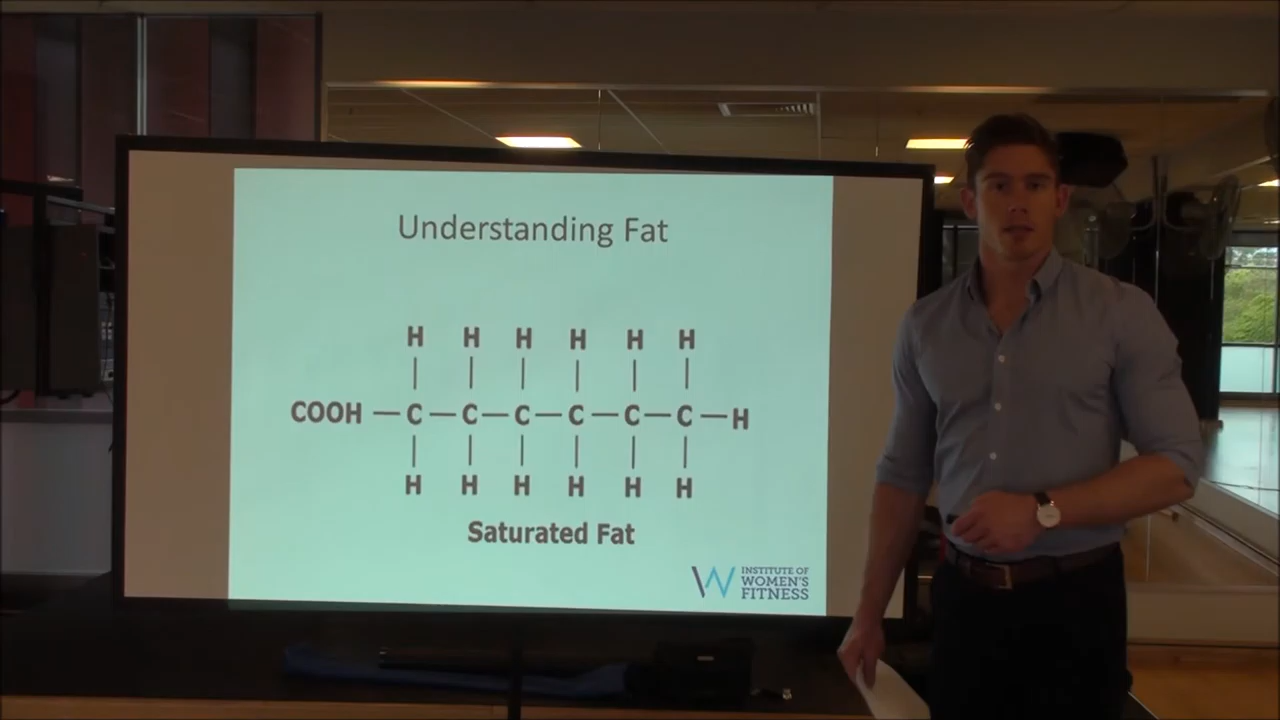 Understanding Fat
H H H H H H
COOH — C — C — C — C — C — C — H
H H H H H H
Saturated Fat
W INSTITUTE OF
WOMEN'S
FITNESS